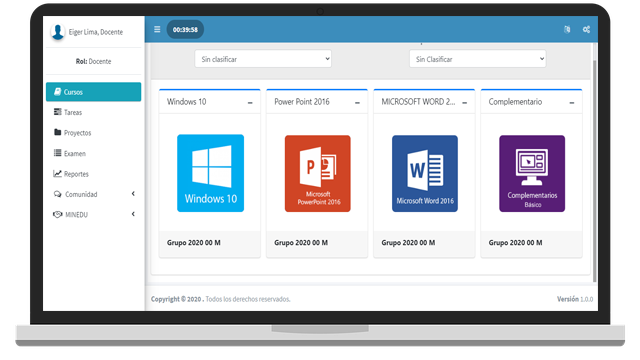 Eiger Lima, Docente
Rol: Docente
Cursos
Tareas
Proyectos
Examen
Reportes
Comunidad
MINEDU
00:39:58
Sin clasificar
Sin Clasificar
Windows 10
Power Point 2016
MICROSOFT WORD 2...
Complementario
Windows 10
Microsoft
PowerPoint 2016
Microsoft Word 2016
Complementarios
Básico
Grupo 2020 00 M
Grupo 2020 00 M
Grupo 2020 00 M
Grupo 2020 00 M
Copyright © 2020 . Todos los derechos reservados.
Versión 1.0.0